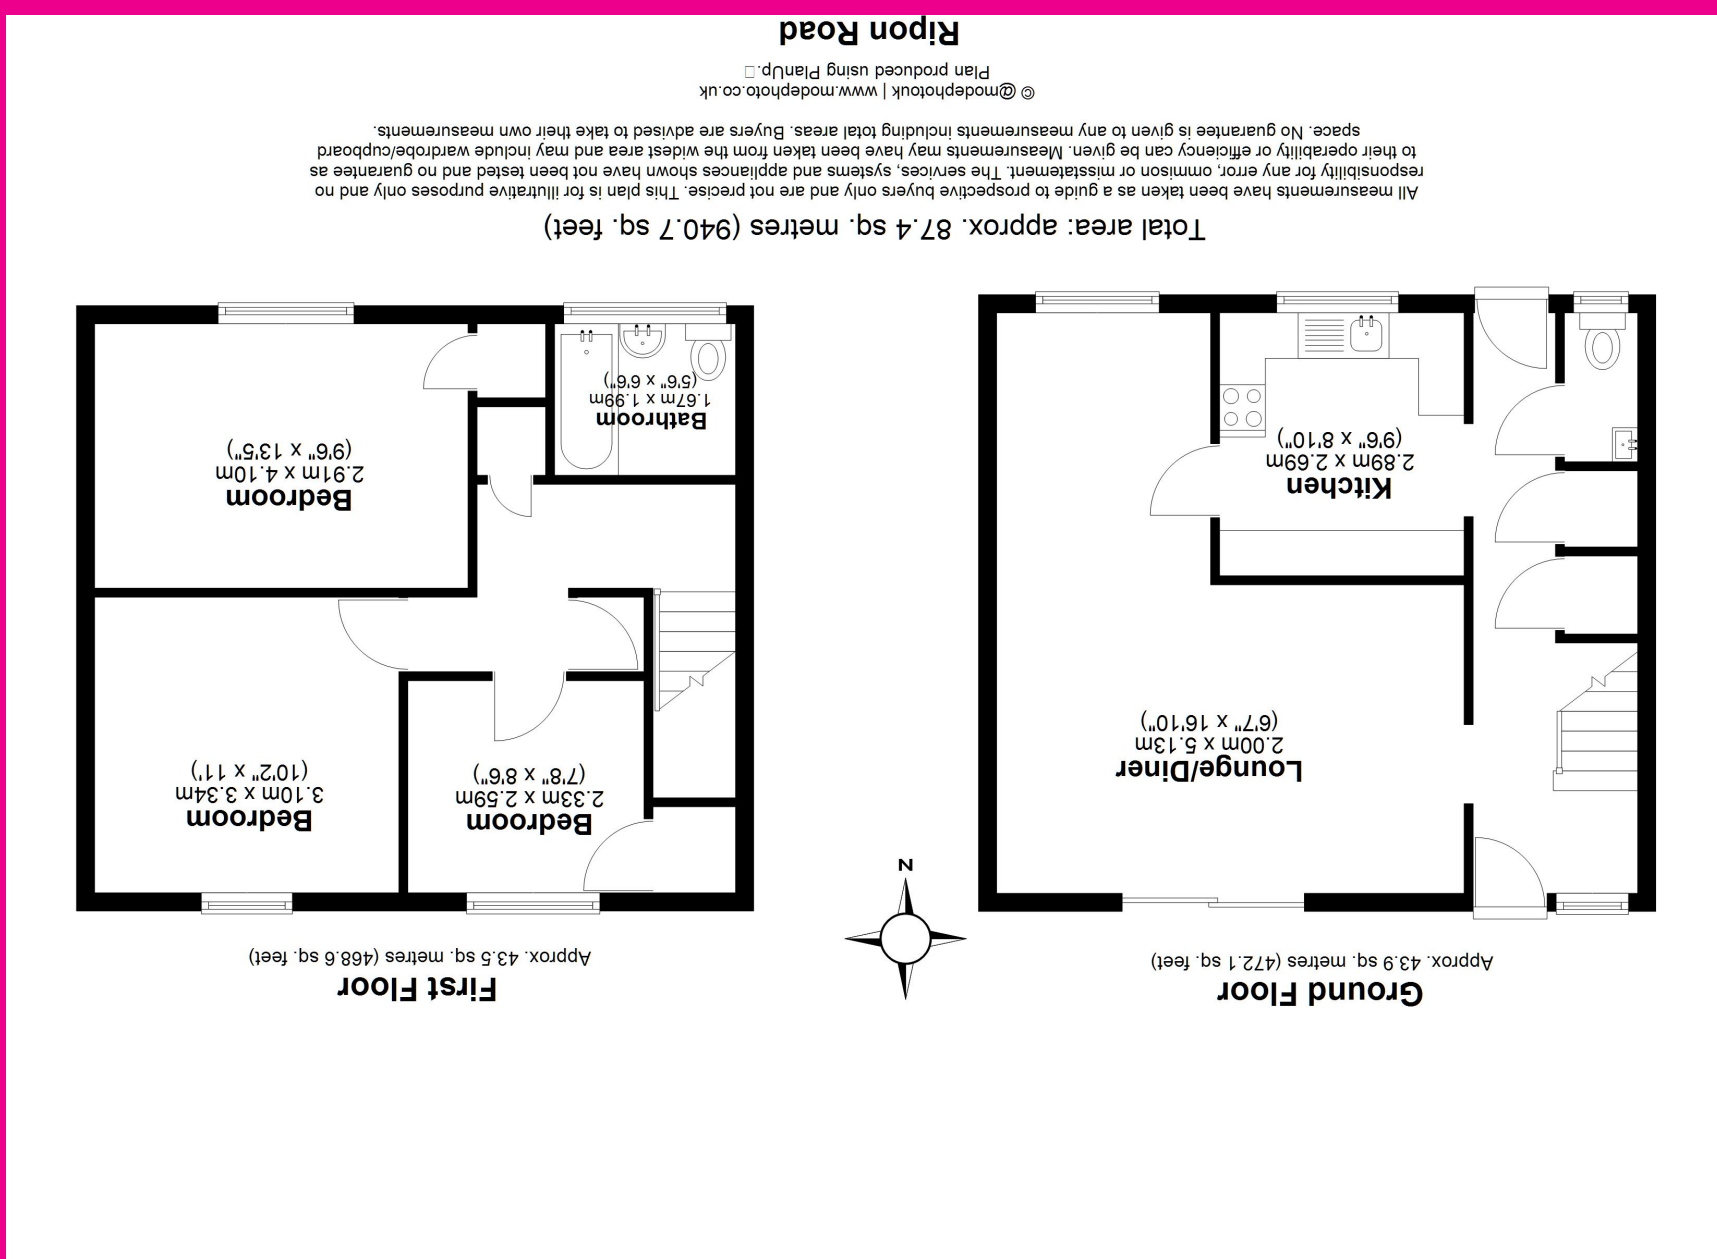 Ground Floor
Approx. 43.9 sq. metres (472.1 sq. feet)
Lounge/Diner
2.00m x 5.13m
(6'7" x 16'10")
Kitchen
2.89m x 2.69m
(9'6" x 8'10")
N
First Floor
Approx. 43.5 sq. metres (468.6 sq. feet)
Bedroom
2.33m x 2.59m
(7'8" x 8'6")
Bedroom
3.10m x 3.34m
(10'2" x 11')
Bedroom
2.91m x 4.10m
(9'6" x 13'5")
Bathroom
1.67m x 1.99m
(5'6" x 6'6")
Total area: approx. 87.4 sq. metres (940.7 sq. feet)
All measurements have been taken as a guide to prospective buyers only and are not precise. This plan is for illustrative purposes only and no
responsibility for any error, ommison or misstatement. The services, systems and appliances shown have not been tested and no guarantee as
to their operability or efficiency can be given. Measurements may have been taken from the widest area and may include wardrobe/cupboard
space. No guarantee is given to any measurements including total areas. Buyers are advised to take their own measurements.
© @modephotouk | www.modephoto.co.uk
Plan produced using PlanUp.
Ripon Road